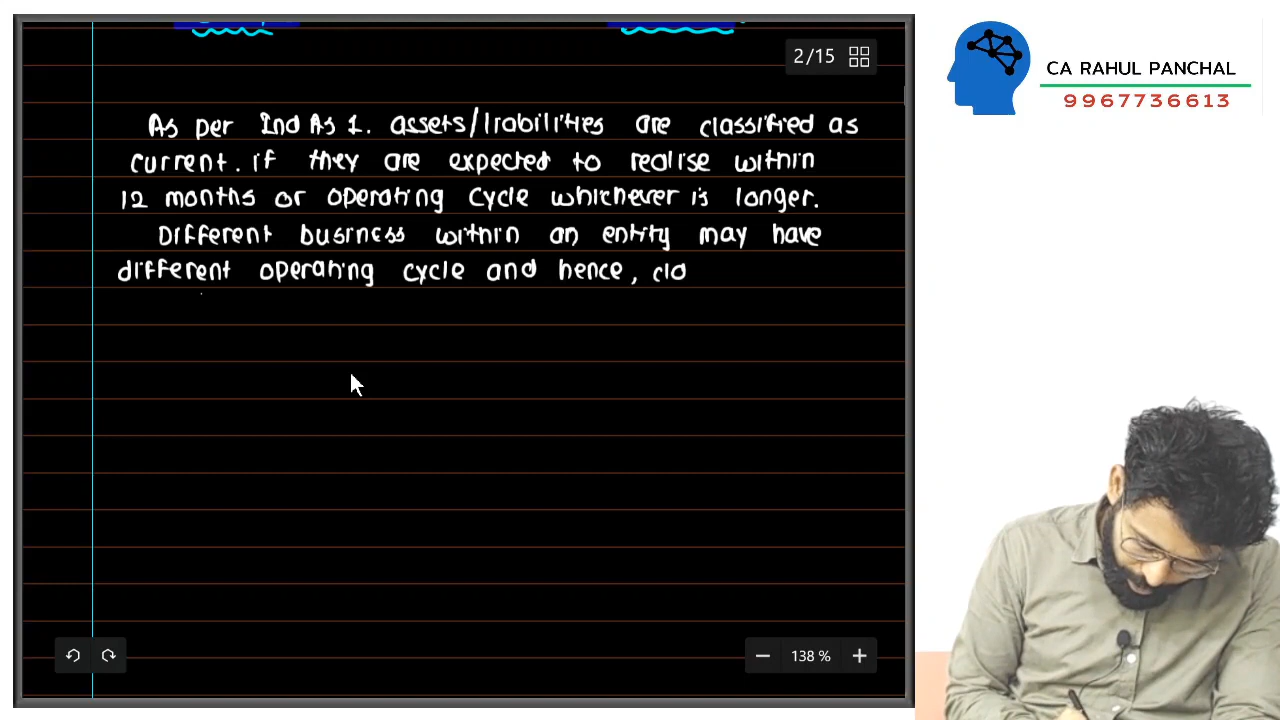 2/15
CA RAHUL PANCHAL
9967736613
As per Ind As 1. assets/liabilities are classified as
current. if they are expected to realise within
12 months or operating cycle whichever is longer.
Different business within an entity may have
different operating cycle and hence, cla
138 %